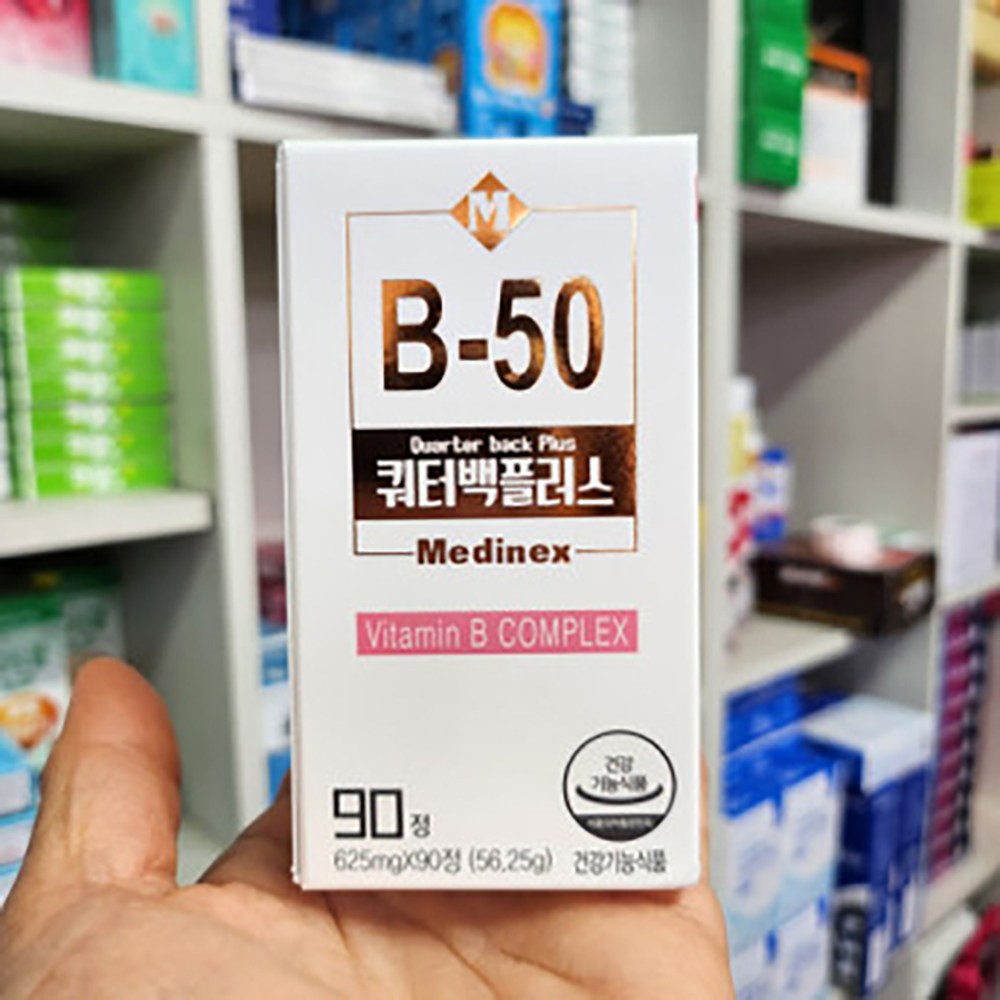 M
B-50
Quarter back Plus
쿼터백플러스
Medinex
Vitamin B COMPLEX
90정
625mgX90정 (56.25g)
건강
기능식품
건강기능식품